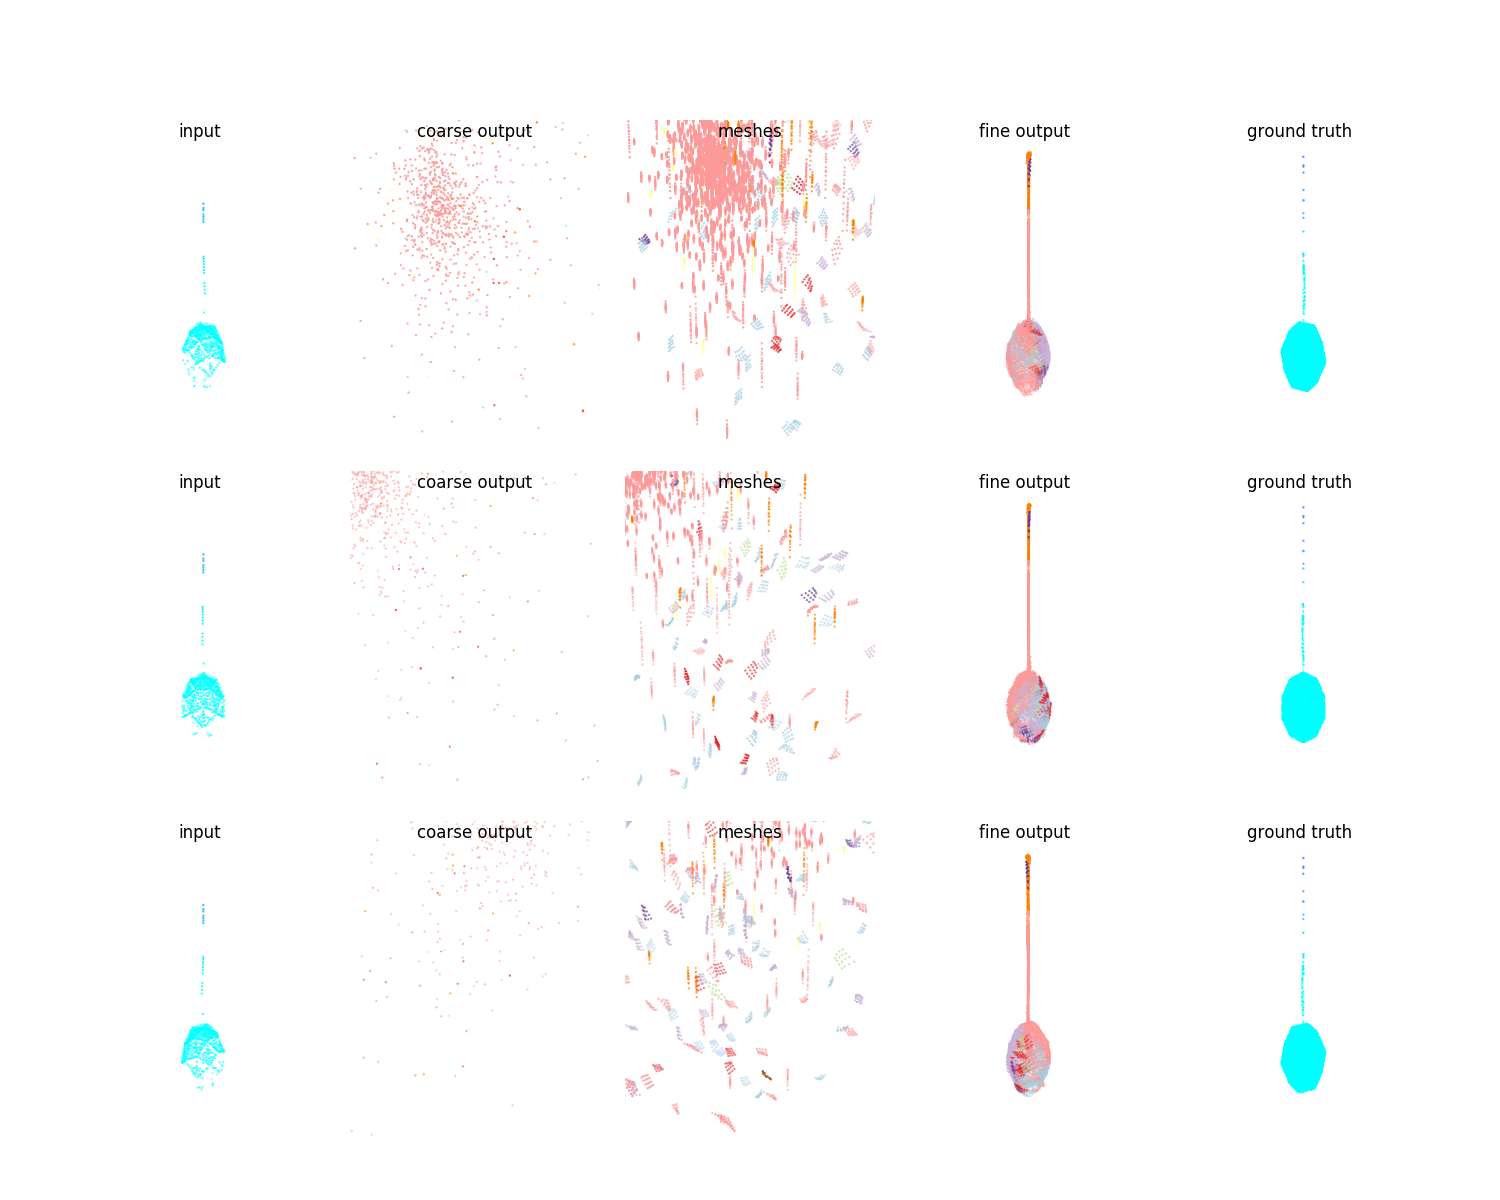 input
coarse output
meshes
fine output
ground truth
input
coarse output
meshes
fine output
ground truth
input
coarse output
meshes
fine output
ground truth